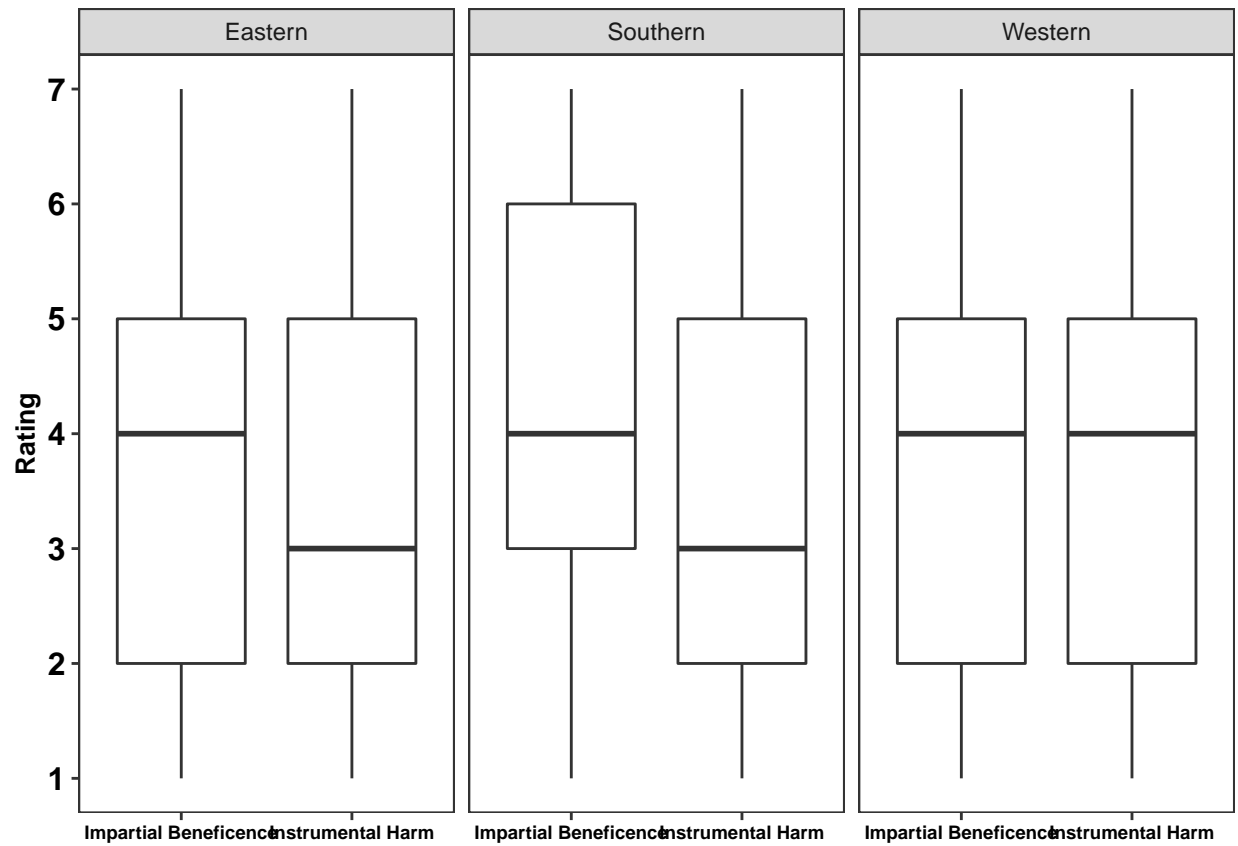 Eastern
Southern
Western
7
6
5
4
3
2
1
Rating
Impartial Beneficence Instrumental Harm
Impartial Beneficence Instrumental Harm
Impartial Beneficence Instrumental Harm